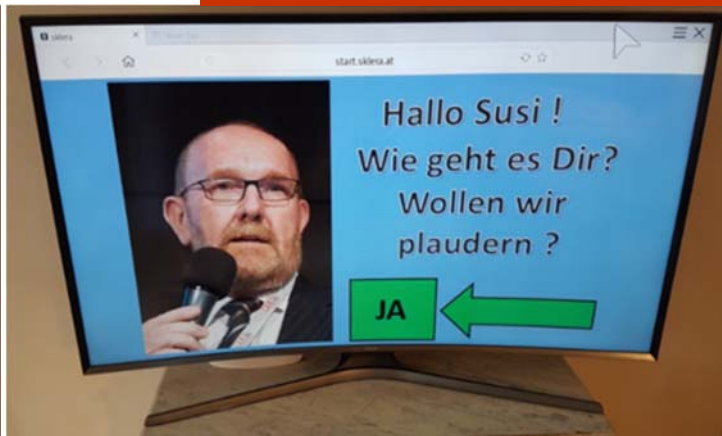 sklera
start.sklera.at
Hallo Susi !
Wie geht es Dir?
Wollen wir
plaudern ?
JA